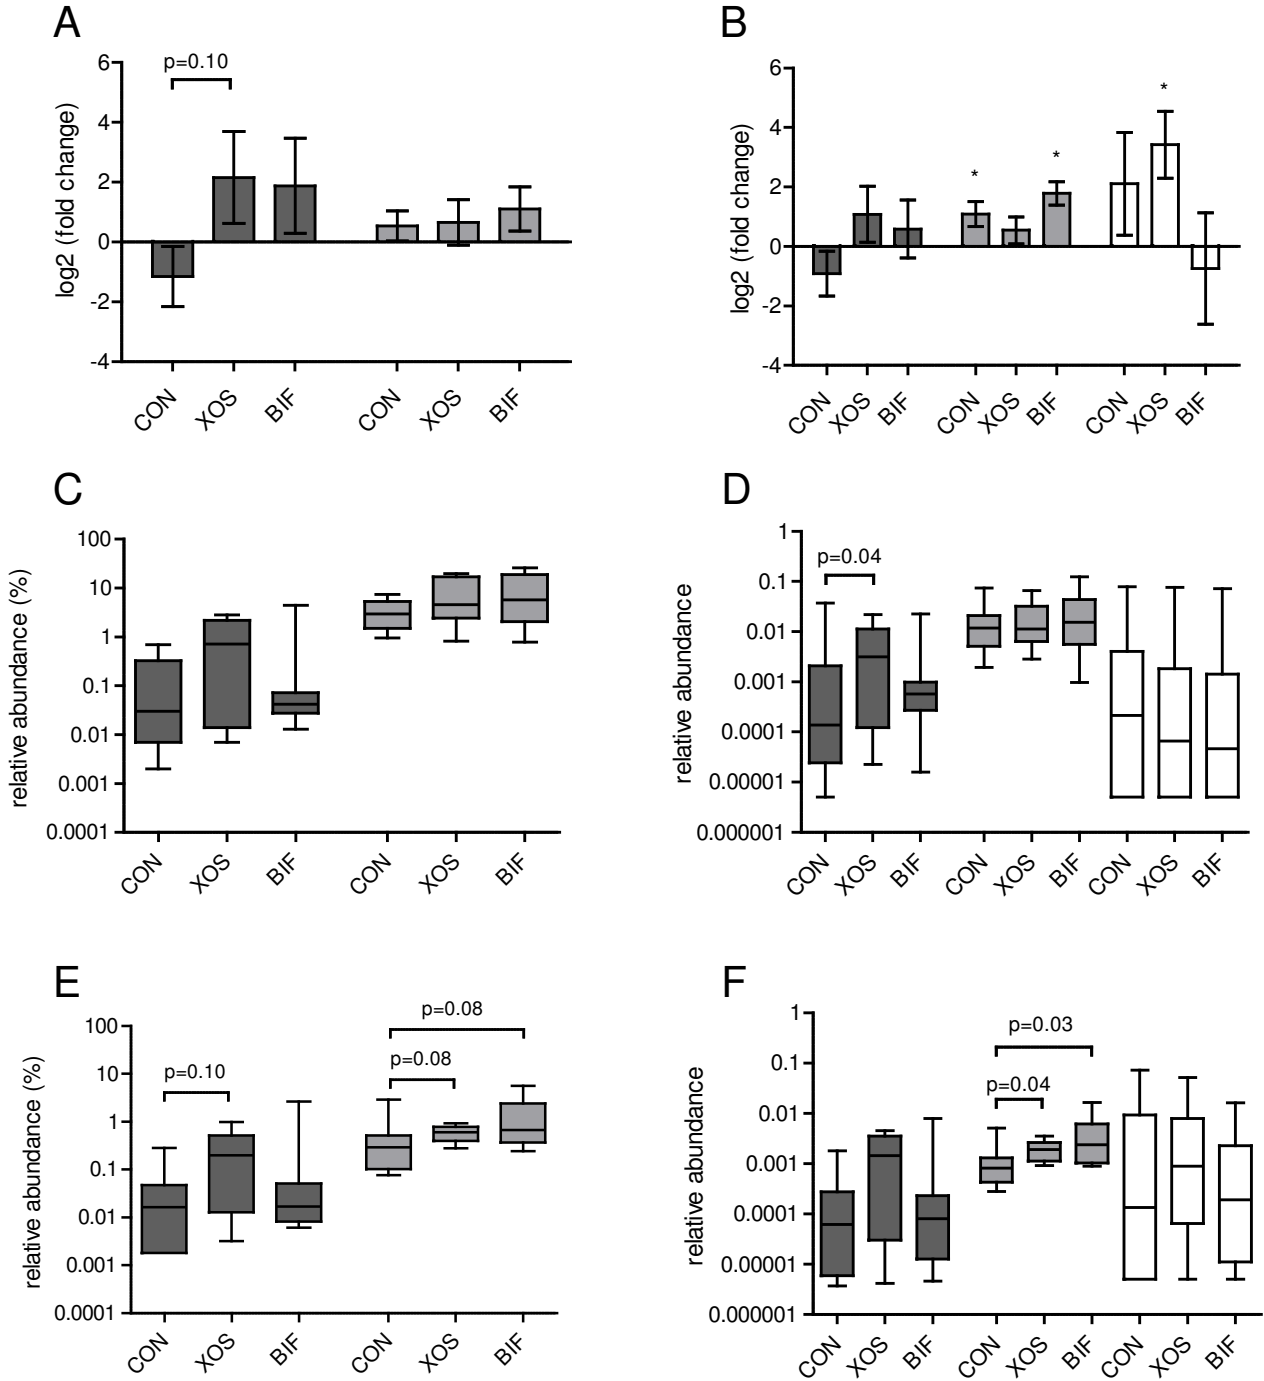 A
p=0.10
log2 (fold change)
6
4
2
0
-2
-4
CON XOS BIF CON XOS BIF
B
log2 (fold change)
6
4
2
0
-2
-4
* * *
CON XOS BIF CON XOS BIF CON XOS BIF
C
relative abundance (%)
100
10
1
0.1
0.01
0.001
0.0001
CON XOS BIF CON XOS BIF
D
p=0.04
relative abundance
1
0.1
0.01
0.001
0.0001
0.00001
0.000001
CON XOS BIF CON XOS BIF CON XOS BIF
E
p=0.08
p=0.10 p=0.08
relative abundance (%)
100
10
1
0.1
0.01
0.001
0.0001
CON XOS BIF CON XOS BIF
F
p=0.03
p=0.04
relative abundance
1
0.1
0.01
0.001
0.0001
0.00001
0.000001
CON XOS BIF CON XOS BIF CON XOS BIF